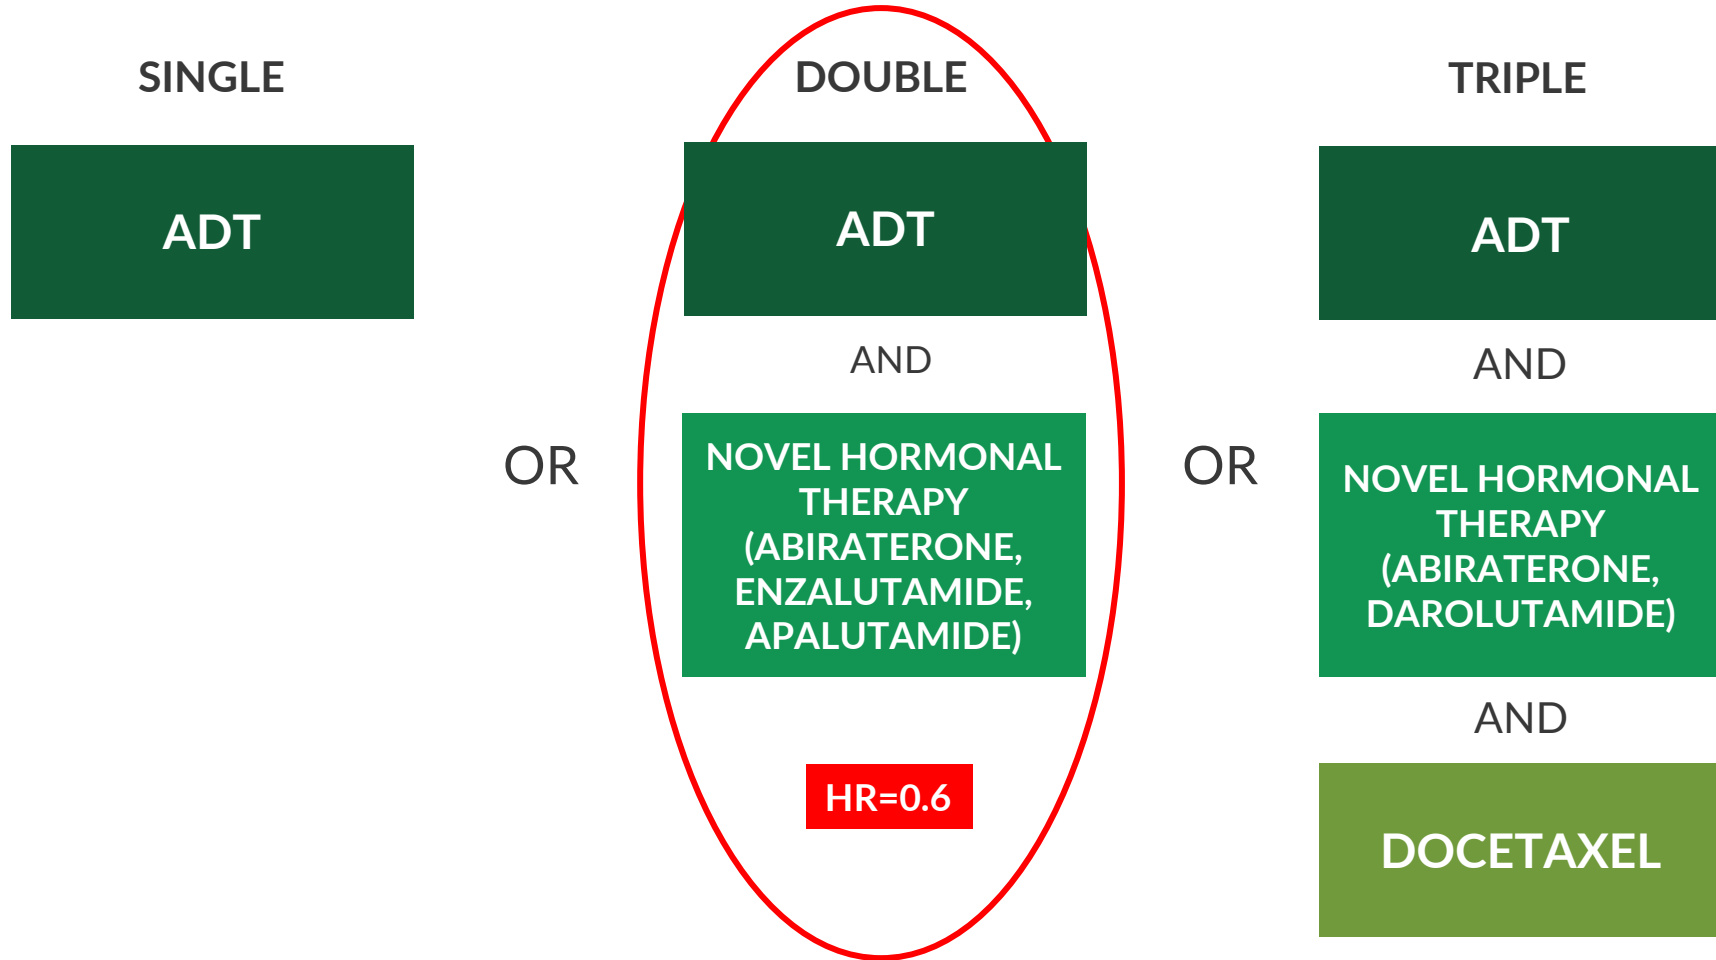 SINGLE
ADT
OR
DOUBLE
ADT
AND
NOVEL HORMONAL
THERAPY
(ABIRATERONE,
ENZALUTAMIDE,
APALUTAMIDE)
HR=0.6
OR
TRIPLE
ADT
AND
NOVEL HORMONAL
THERAPY
(ABIRATERONE,
DAROLUTAMIDE)
AND
DOCETAXEL